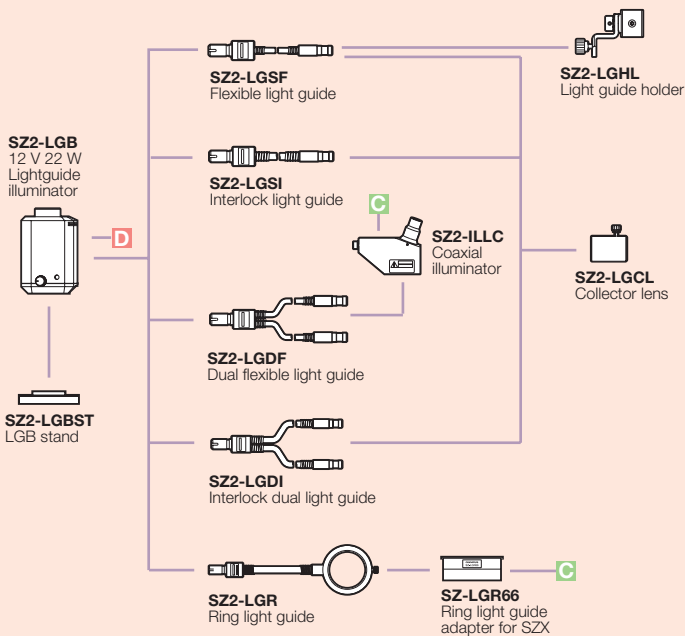 SZ2-LGSF
Flexible light guide
SZ2-LGHL
Light guide holder
SZ2-LGB
12 V 22 W
Lightguide
illuminator
D
SZ2-LGSI
Interlock light guide
C
SZ2-ILLC
Coaxial
illuminator
SZ2-LGCL
Collector lens
SZ2-LGDF
Dual flexible light guide
SZ2-LGBST
LGB stand
SZ2-LGDI
Interlock dual light guide
SZ2-LGR
Ring light guide
SZ-LGR66
Ring light guide
adapter for SZX
C